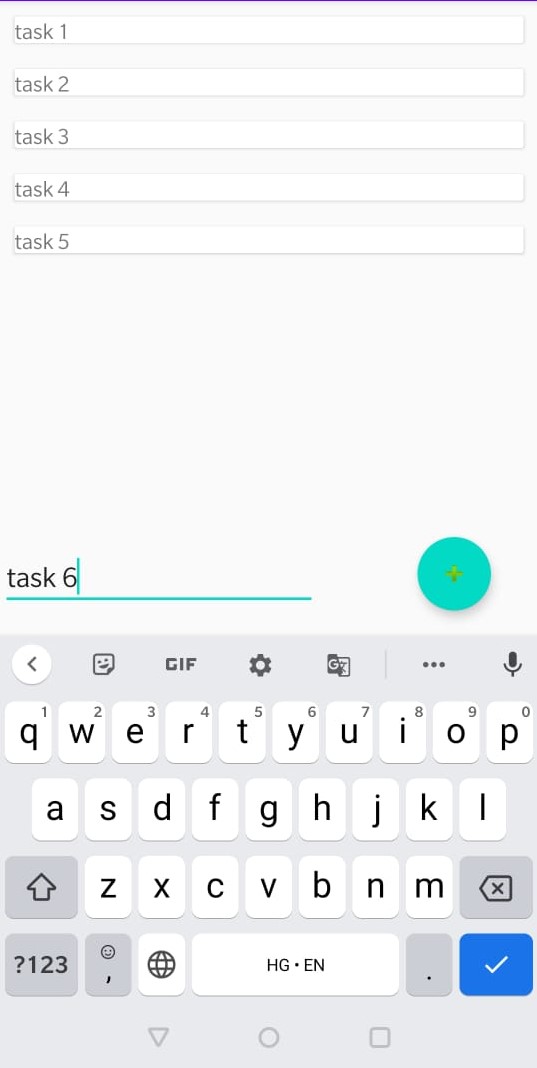 task 1
task 2
task 3
task 4
task 5
task 6
GIF
1 2 3 4 5 6 7 8 9 0
q w e r t y u i o p
a s d f g h j k l
z x c v b n m
?123 , HG • EN .